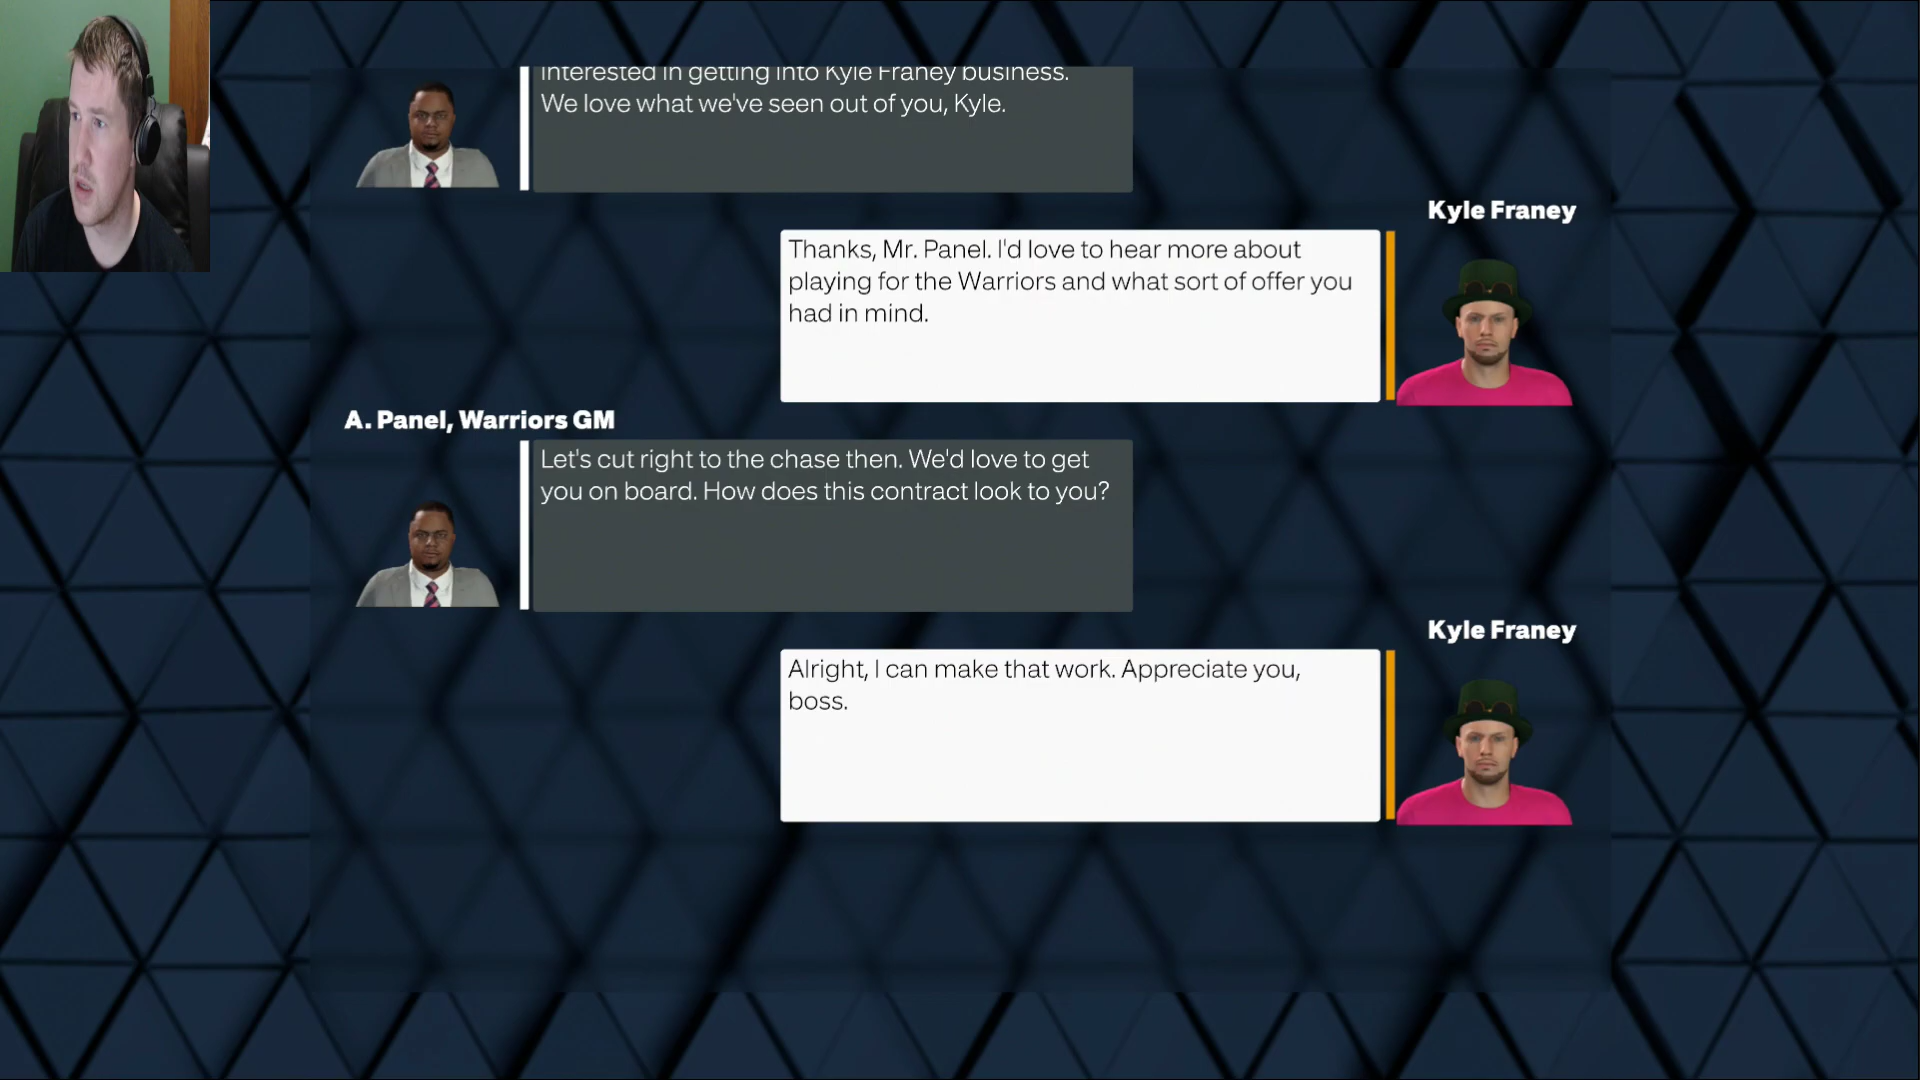 interested in getting into Kyle Franey business.
We love what we've seen out of you, Kyle.
Kyle Franey
Thanks, Mr. Panel. I'd love to hear more about
playing for the Warriors and what sort of offer you
had in mind.
A. Panel, Warriors GM
Let's cut right to the chase then. We'd love to get
you on board. How does this contract look to you?
Kyle Franey
Alright, I can make that work. Appreciate you,
boss.